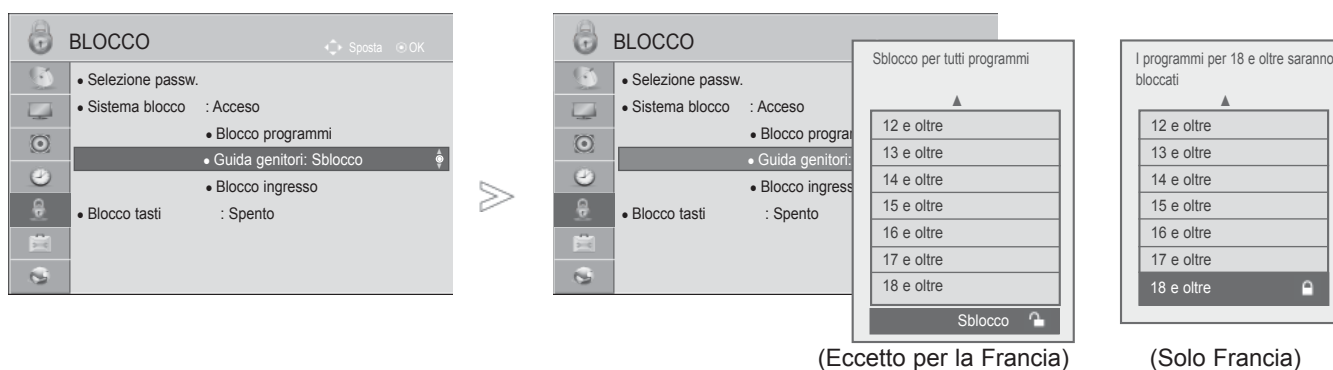 BLOCCO
Sposta OK
• Selezione passw.
• Sistema blocco : Acceso
• Blocco programmi
• Guida genitori: Sblocco
• Blocco ingresso
• Blocco tasti : Spento
BLOCCO
• Selezione passw.
• Sistema blocco : Acceso
• Blocco progra
• Guida genitori:
• Blocco ingress
• Blocco tasti : Spento
Sblocco per tutti programmi
12 e oltre
13 e oltre
14 e oltre
15 e oltre
16 e oltre
17 e oltre
18 e oltre
Sblocco
(Eccetto per la Francia)
I programmi per 18 e oltre saranno
bloccati
12 e oltre
13 e oltre
14 e oltre
15 e oltre
16 e oltre
17 e oltre
18 e oltre
(Solo Francia)